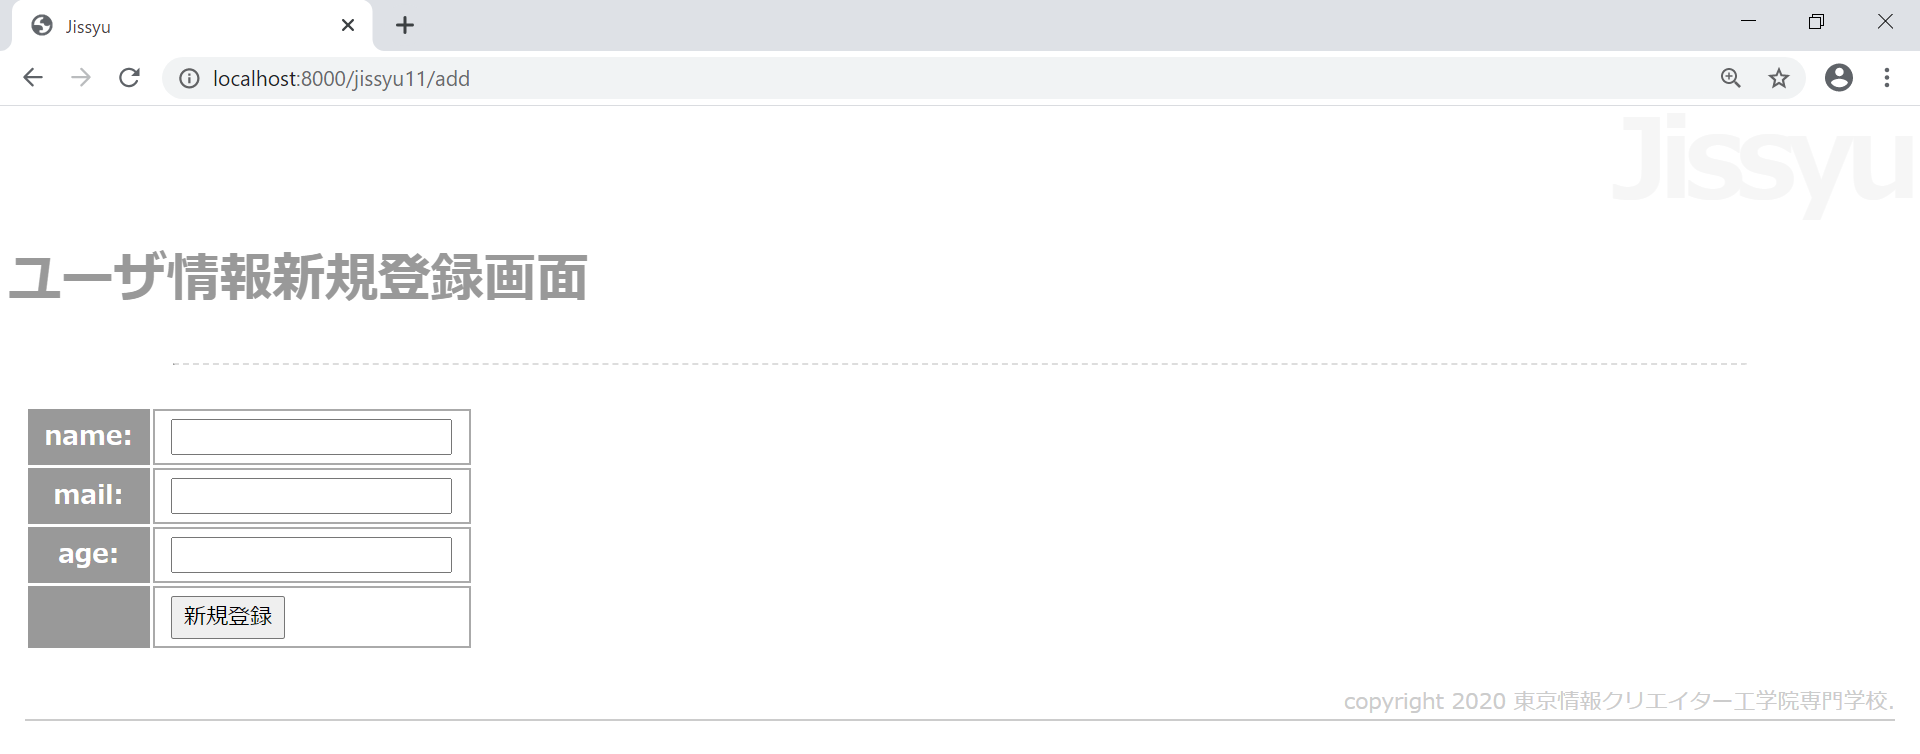 Jissyu
localhost:8000/jissyu11/add
Jissyu
ユーザ情報新規登録画面
name:
mail:
age:
新規登録
copyright 2020 東京情報クリエイター工学院専門学校.